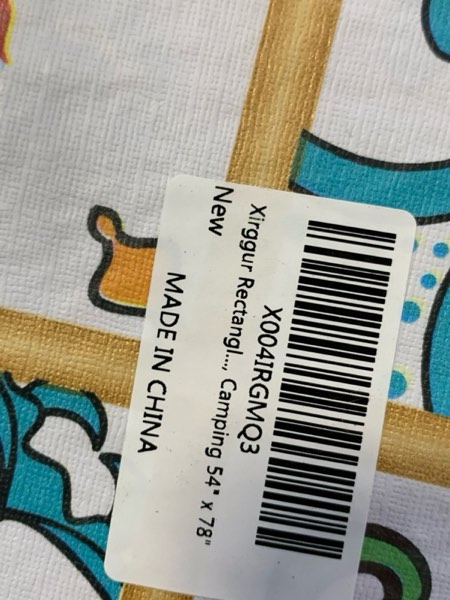 X004IRGMQ3
Xirggur Rectangl..., Camping 54" x 78"
New
MADE IN CHINA